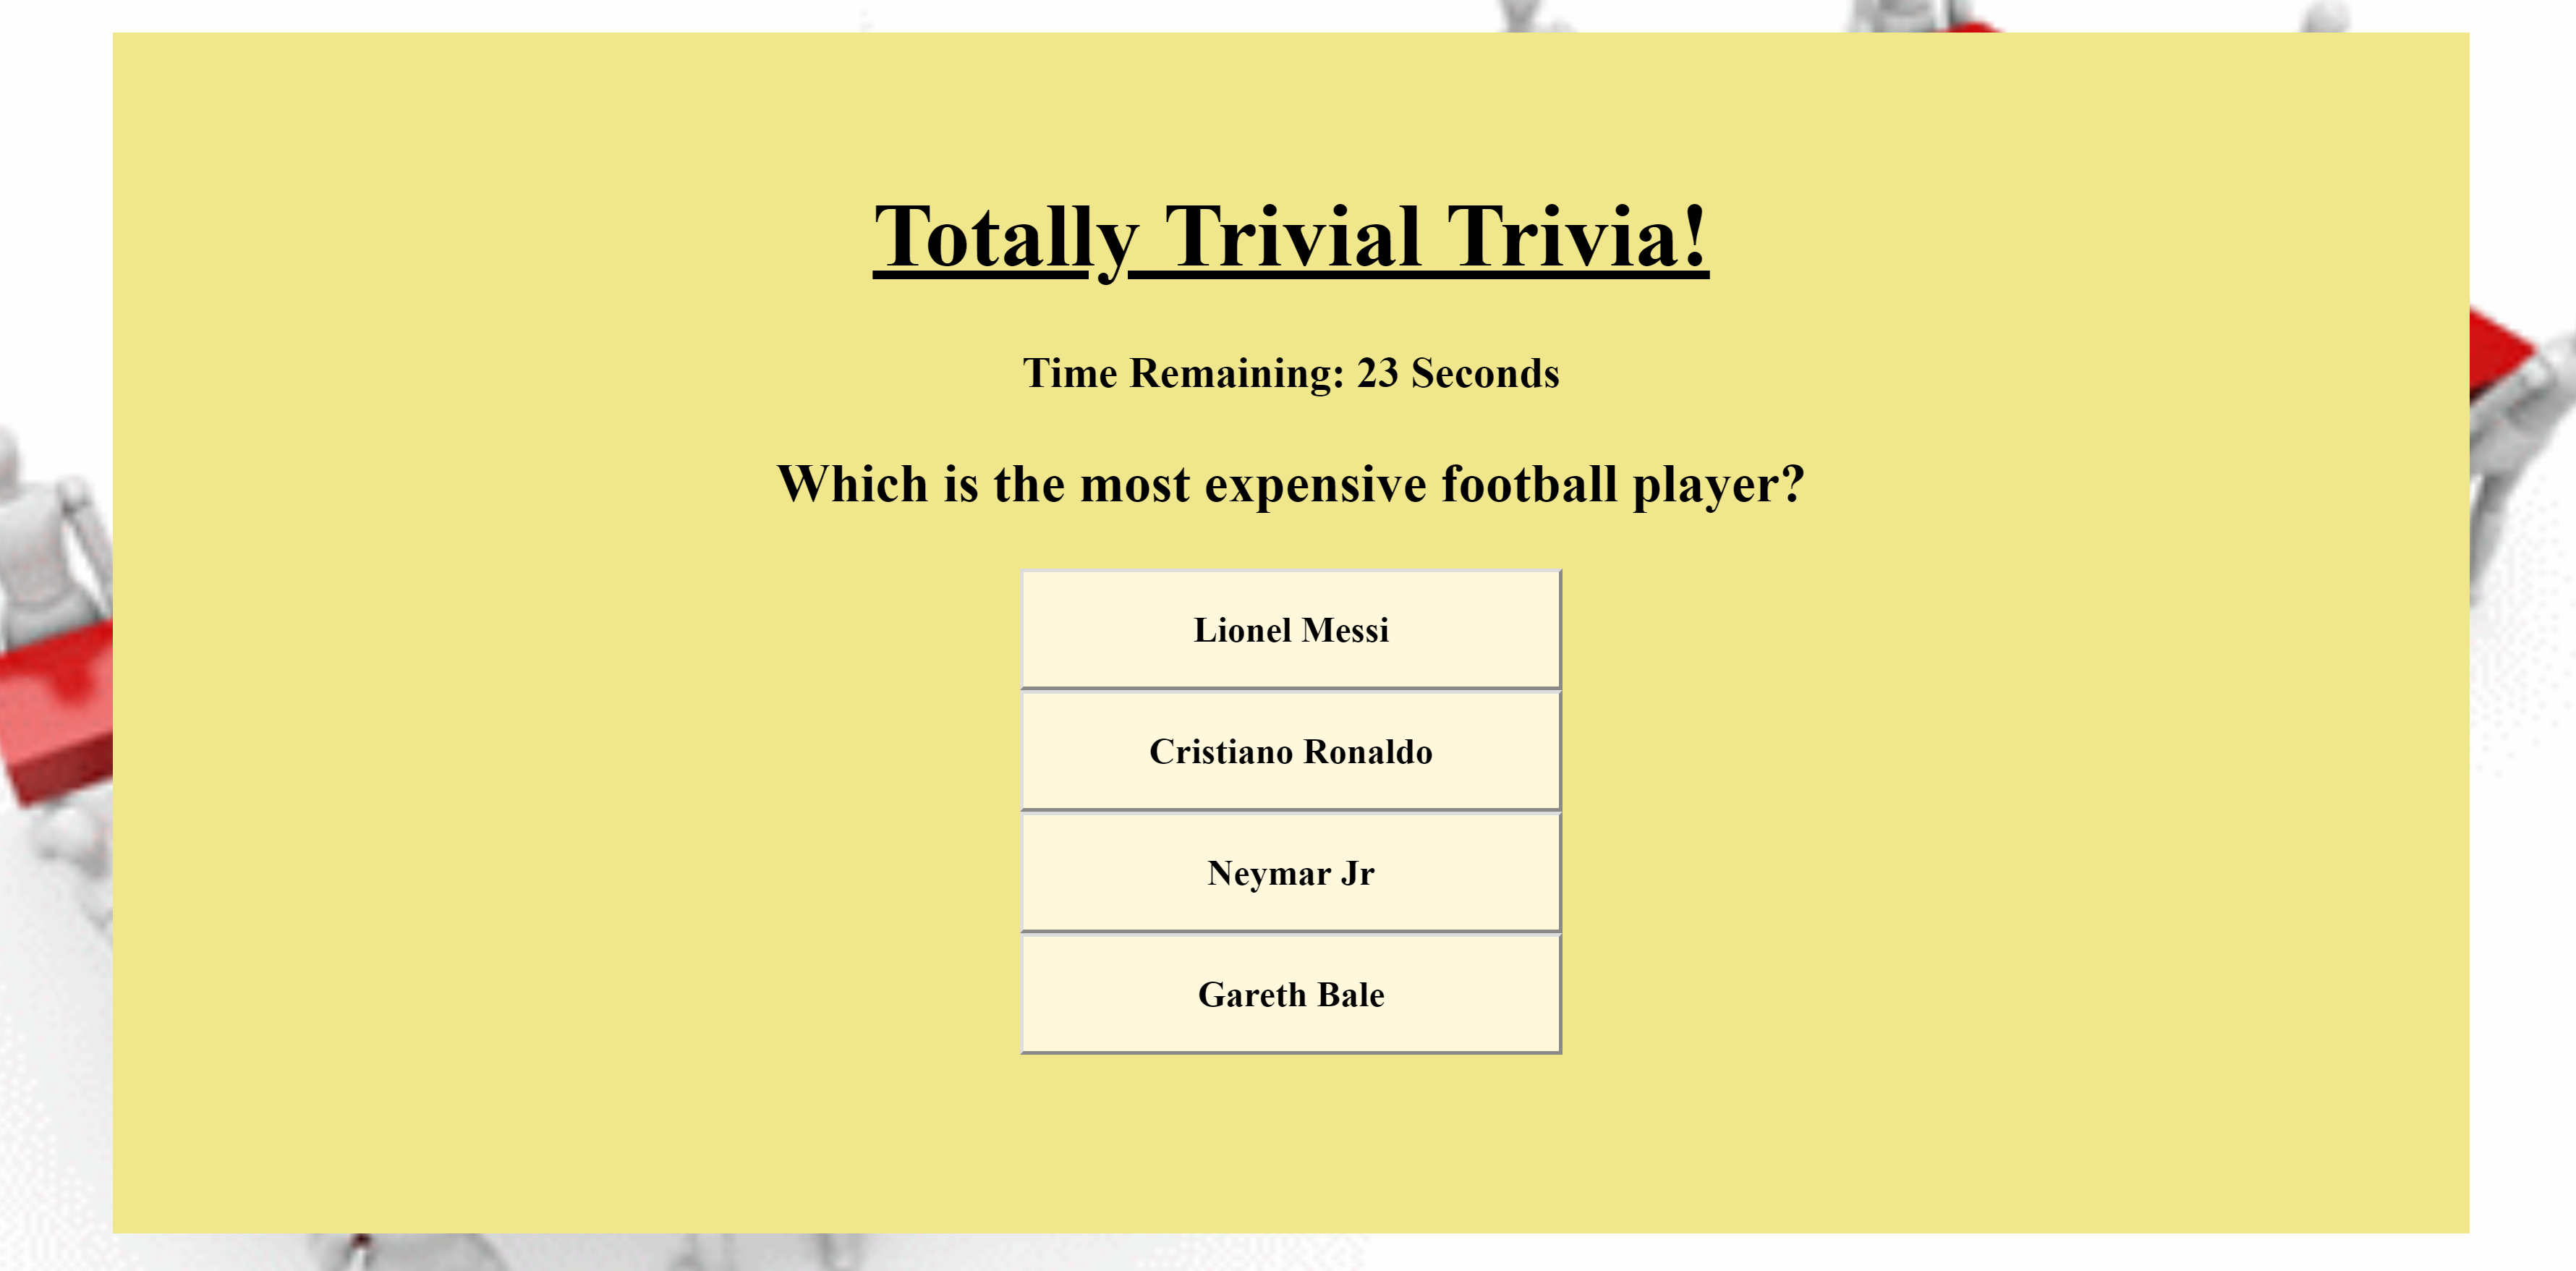 Totally Trivial Trivia!
Time Remaining: 23 Seconds
Which is the most expensive football player?
Lionel Messi
Cristiano Ronaldo
Neymar Jr
Gareth Bale